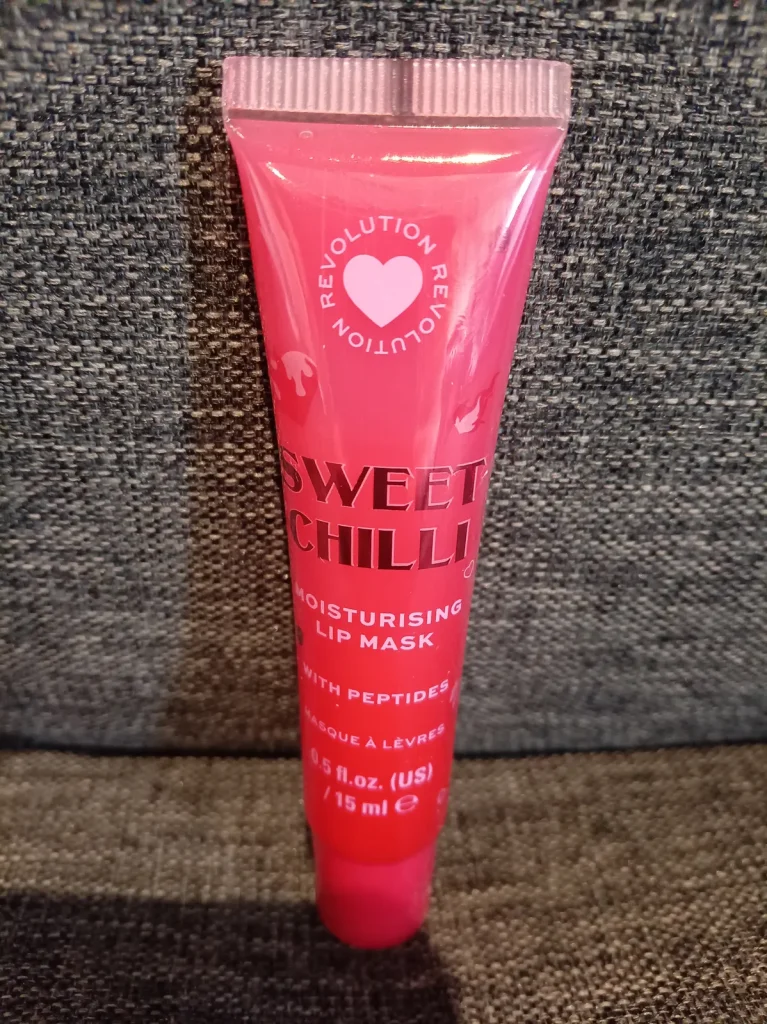 REVOLUTION REVOLUTION
SWEET
CHILLI
MOISTURISING
LIP MASK
WITH PEPTIDES
MASQUE À LÈVRES
0.5 fl.oz. (US)
/ 15 ml ℮